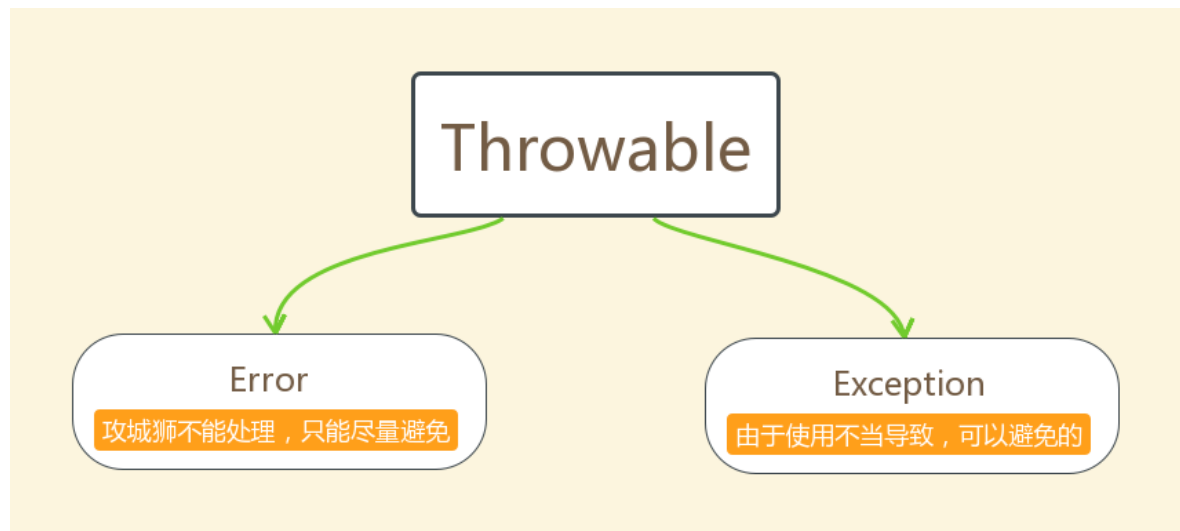 Throwable
Error
攻城狮不能处理，只能尽量避免
Exception
由于使用不当导致，可以避免的